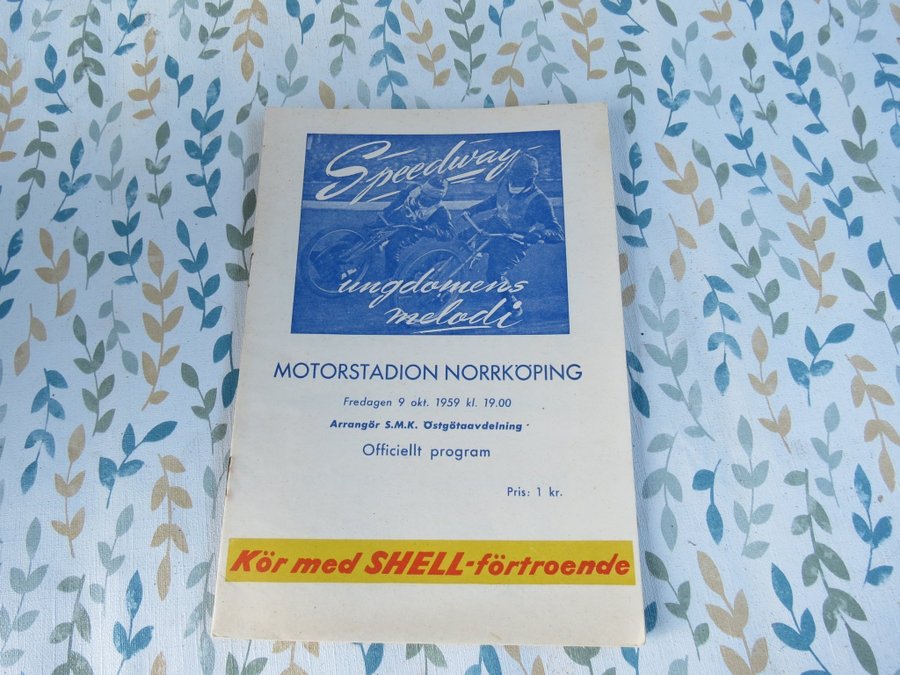 Speedway
ungdomens
melodi
MOTORSTADION NORRKÖPING
Fredagen 9 okt. 1959 kl. 19.00
Arrangör S.M.K. Östgötaavdelning
Officiellt program
Pris: 1 kr.
Kör med SHELL-förtroende